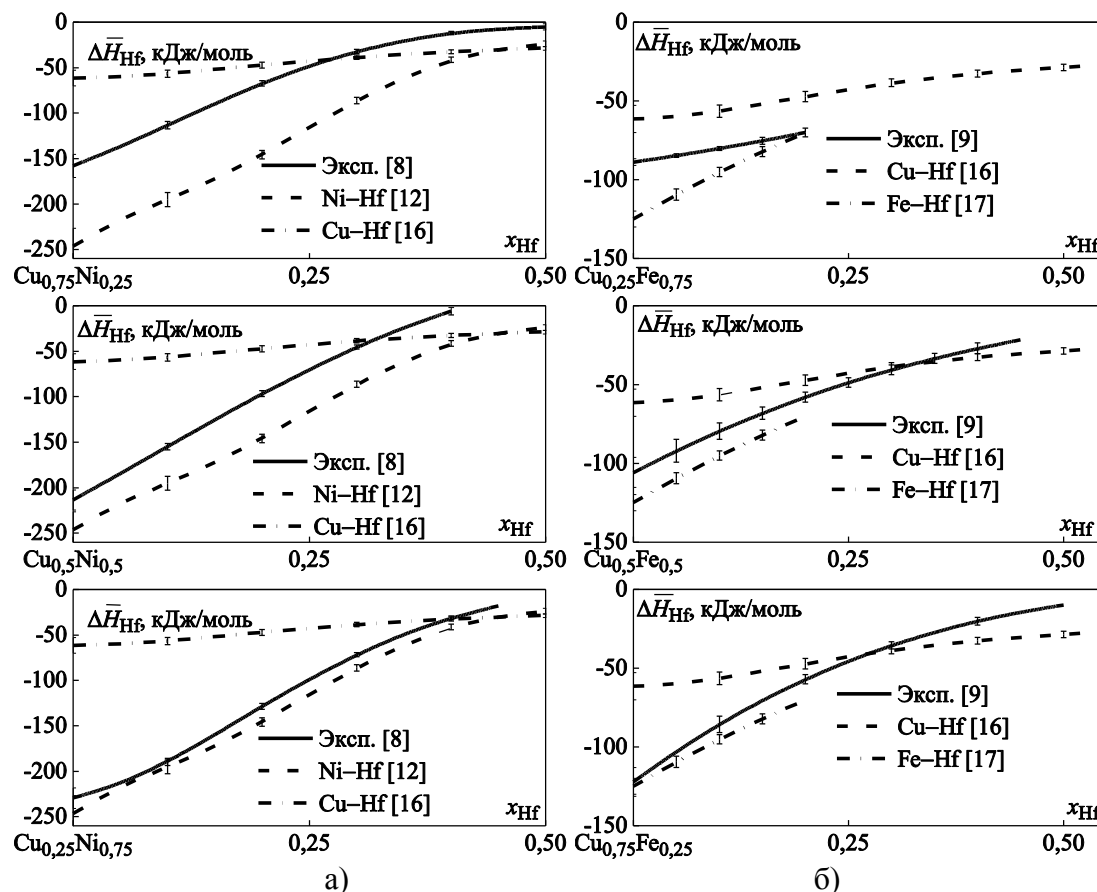 0
-50
-100
-150
-200
-250
ΔH̅Hf, кДж/моль
Эксп. [8]
Ni–Hf [12]
Cu–Hf [16]
xHf
Cu0,75Ni0,25
0,25
0,50
0
-50
-100
-150
ΔH̅Hf, кДж/моль
Эксп. [9]
Cu–Hf [16]
Fe–Hf [17]
xHf
Cu0,25Fe0,75
0,25
0,50
0
-50
-100
-150
-200
-250
ΔH̅Hf, кДж/моль
Эксп. [8]
Ni–Hf [12]
Cu–Hf [16]
xHf
Cu0,5Ni0,5
0,25
0,50
0
-50
-100
-150
ΔH̅Hf, кДж/моль
Эксп. [9]
Cu–Hf [16]
Fe–Hf [17]
xHf
Cu0,5Fe0,5
0,25
0,50
0
-50
-100
-150
-200
-250
ΔH̅Hf, кДж/моль
Эксп. [8]
Ni–Hf [12]
Cu–Hf [16]
xHf
Cu0,25Ni0,75
0,25
0,50
0
-50
-100
-150
ΔH̅Hf, кДж/моль
Эксп. [9]
Cu–Hf [16]
Fe–Hf [17]
xHf
Cu0,75Fe0,25
0,25
0,50
а)
б)